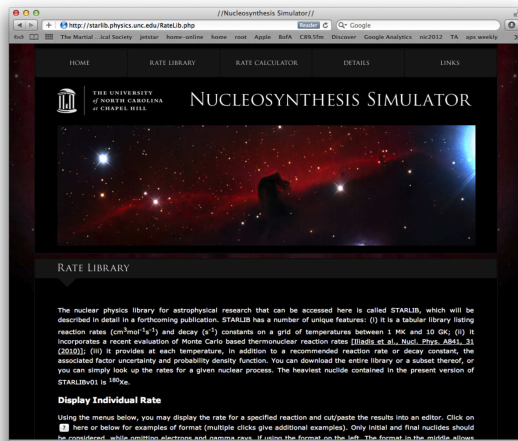 //Nucleosynthesis Simulator//
http://starlib.physics.unc.edu/RateLib.php
Reader
Google
The Martial ...ical Society jetstar home-online home root Apple BofA C89.5fm Discover Google Analytics nic2012 TA aps weekly
HOME RATE LIBRARY RATE CALCULATOR DETAILS LINKS
THE UNIVERSITY
of NORTH CAROLINA
at CHAPEL HILL
NUCLEOSYNTHESIS SIMULATOR
RATE LIBRARY
The nuclear physics library for astrophysical research that can be accessed here is called STARLIB, which will be
described in detail in a forthcoming publication. STARLIB has a number of unique features: (i) it is a tabular library listing
reaction rates (cm³mol⁻¹s⁻¹) and decay (s⁻¹) constants on a grid of temperatures between 1 MK and 10 GK; (ii) it
incorporates a recent evaluation of Monte Carlo based thermonuclear reaction rates [Iliadis et al., Nucl. Phys. A841, 31
(2010)]; (iii) it provides at each temperature, in addition to a recommended reaction rate or decay constant, the
associated factor uncertainty and probability density function. You can download the entire library or a subset thereof, or
you can simply look up the rates for a given nuclear process. The heaviest nuclide contained in the present version of
STARLIBv01 is ¹⁸⁰Xe.
Display Individual Rate
Using the menus below, you may display the rate for a specified reaction and cut/paste the results into an editor. Click on
? here or below for examples of format (multiple clicks give additional examples). Only initial and final nuclides should
be considered, while omitting electrons and gamma rays, if using the format on the left. The format in the middle allows